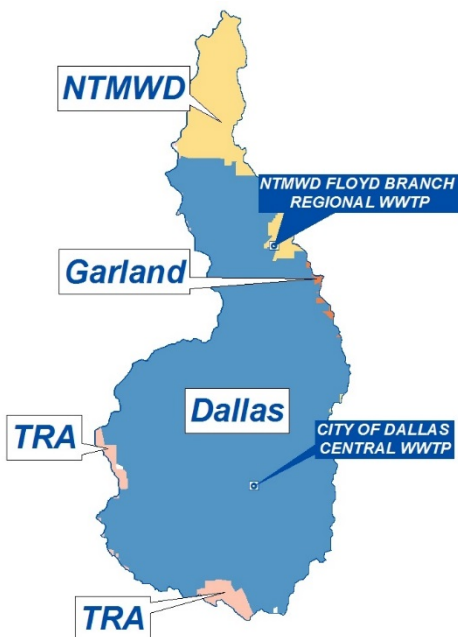 NTMWD
NTMWD FLOYD BRANCH
REGIONAL WWTP
Garland
Dallas
TRA
CITY OF DALLAS
CENTRAL WWTP
TRA